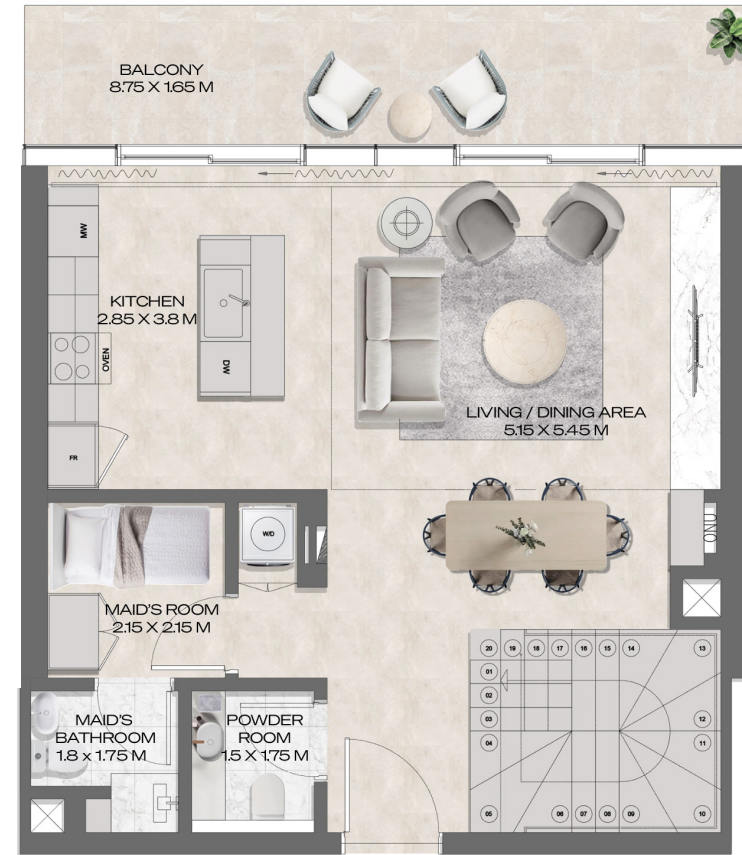 BALCONY
8.75 X 1.65 M
MW
KITCHEN
2.85 X 3.8 M
OVEN
DW
FR
LIVING / DINING AREA
5.15 X 5.45 M
ONU
W/D
MAID'S ROOM
2.15 X 2.15 M
MAID'S
BATHROOM
1.8 x 1.75 M
POWDER
ROOM
1.5 X 1.75 M
20 19 18 17 16 15 14 13
01
02
03 12
04 11
05 06 07 08 09 10